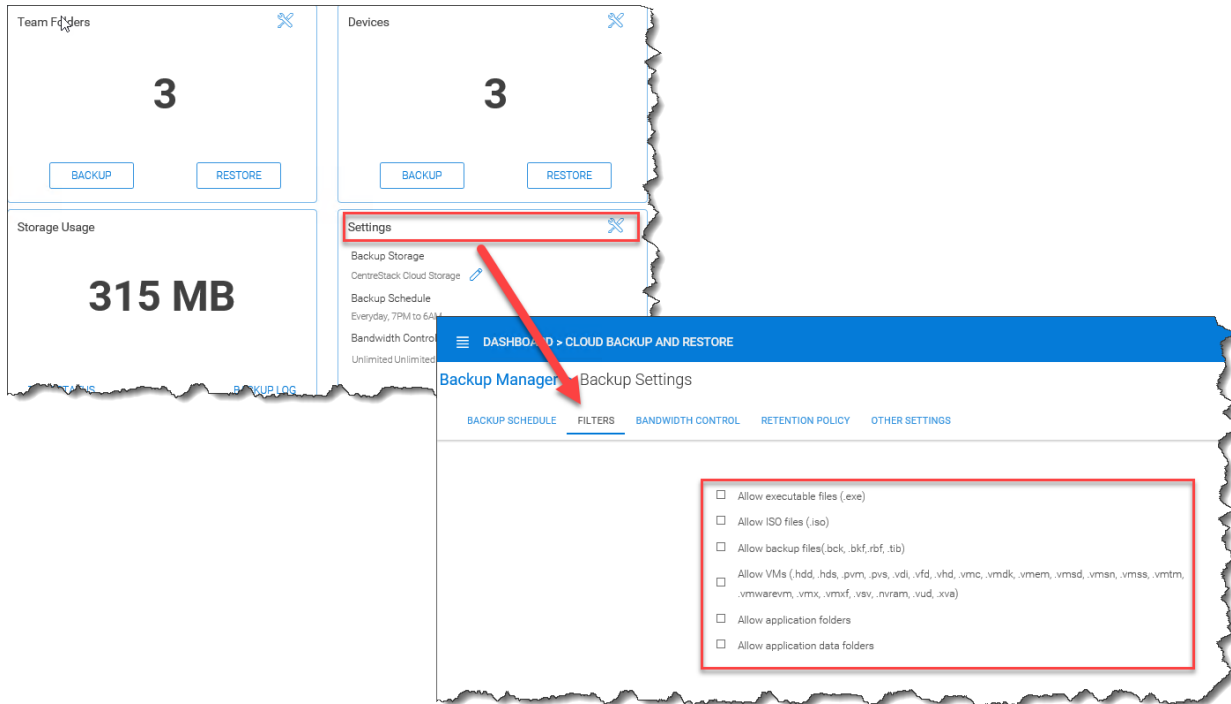 Team Folders
Devices
3
3
BACKUP
RESTORE
BACKUP
RESTORE
Storage Usage
Settings
315 MB
Backup Storage
CentreStack Cloud Storage
Backup Schedule
Everyday, 7PM to 6AM
Bandwidth Control
Unlimited Unlimited
BACKUP LOG
DASHBOARD > CLOUD BACKUP AND RESTORE
Backup Manager Backup Settings
BACKUP SCHEDULE FILTERS BANDWIDTH CONTROL RETENTION POLICY OTHER SETTINGS
Allow executable files (.exe)
Allow ISO files (.iso)
Allow backup files(.bck, .bkf,.rbf, .tib)
Allow VMs (.hdd, .hds, .pvm, .pvs, .vdi, .vfd, .vhd, .vmc, .vmdk, .vmem, .vmsd, .vmsn, .vmss, .vmtm,
.vmwarevm, .vmx, .vmxf, .vsv, .nvram, .vud, .xva)
Allow application folders
Allow application data folders